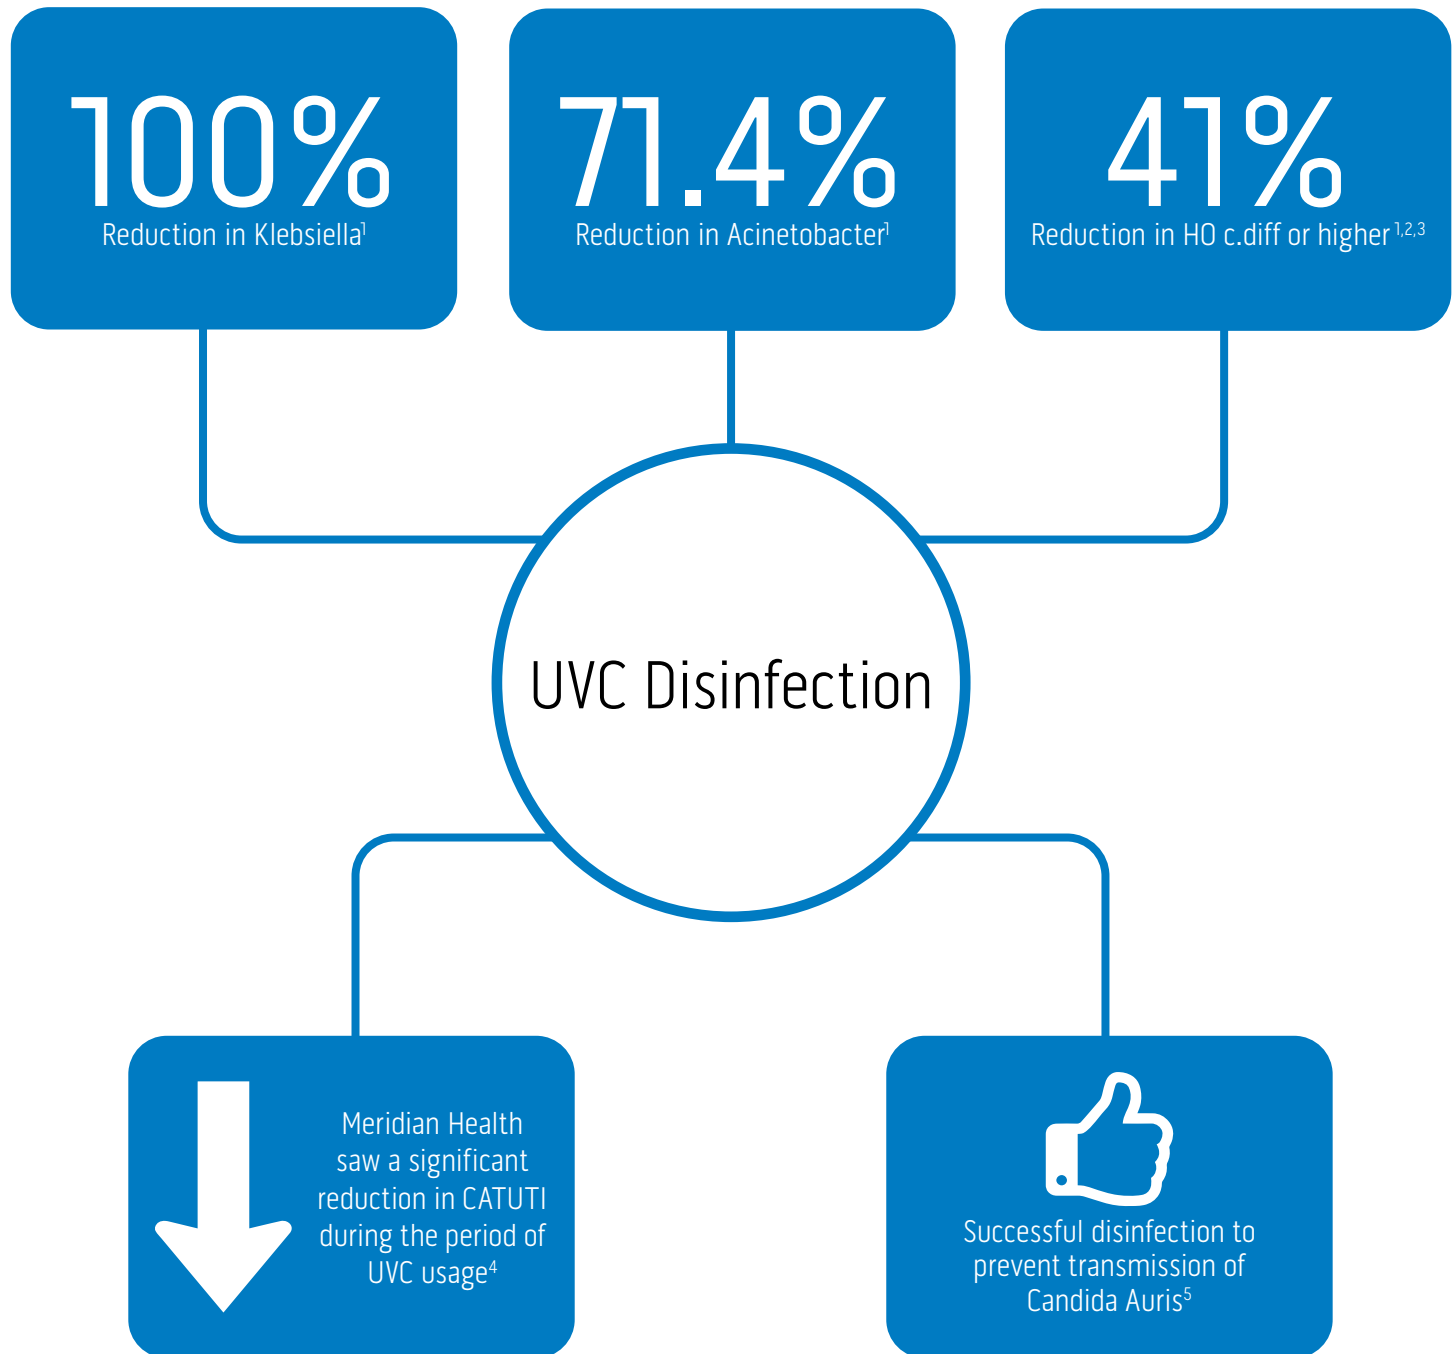 100%
Reduction in Klebsiella¹
71.4%
Reduction in Acinetobacter¹
41%
Reduction in HO c.diff or higher ¹,²,³
UVC Disinfection
Meridian Health
saw a significant
reduction in CATUTI
during the period of
UVC usage⁴
Successful disinfection to
prevent transmission of
Candida Auris⁵